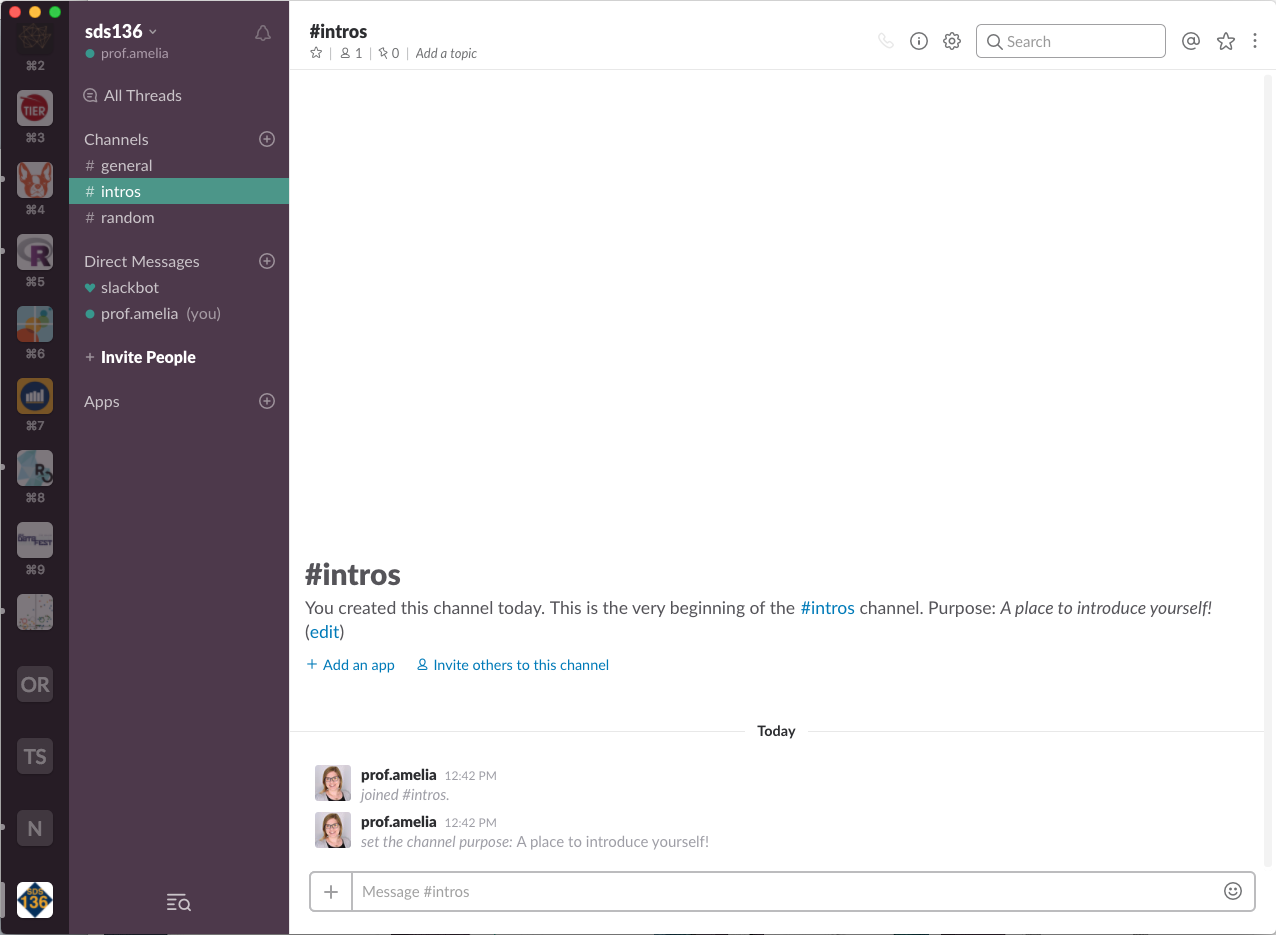 ⌘2
TIER
⌘3
⌘4
R
⌘5
⌘6
⌘7
R
⌘8
⌘9
OR
TS
N
SDS
136
sds136
prof.amelia
All Threads
Channels
# general
# intros
# random
Direct Messages
slackbot
prof.amelia (you)
+ Invite People
Apps
#intros
1 | 0 | Add a topic
Search
#intros
You created this channel today. This is the very beginning of the #intros channel. Purpose: A place to introduce yourself!
(edit)
+ Add an app Invite others to this channel
Today
prof.amelia 12:42 PM
joined #intros.
prof.amelia 12:42 PM
set the channel purpose: A place to introduce yourself!
+ Message #intros